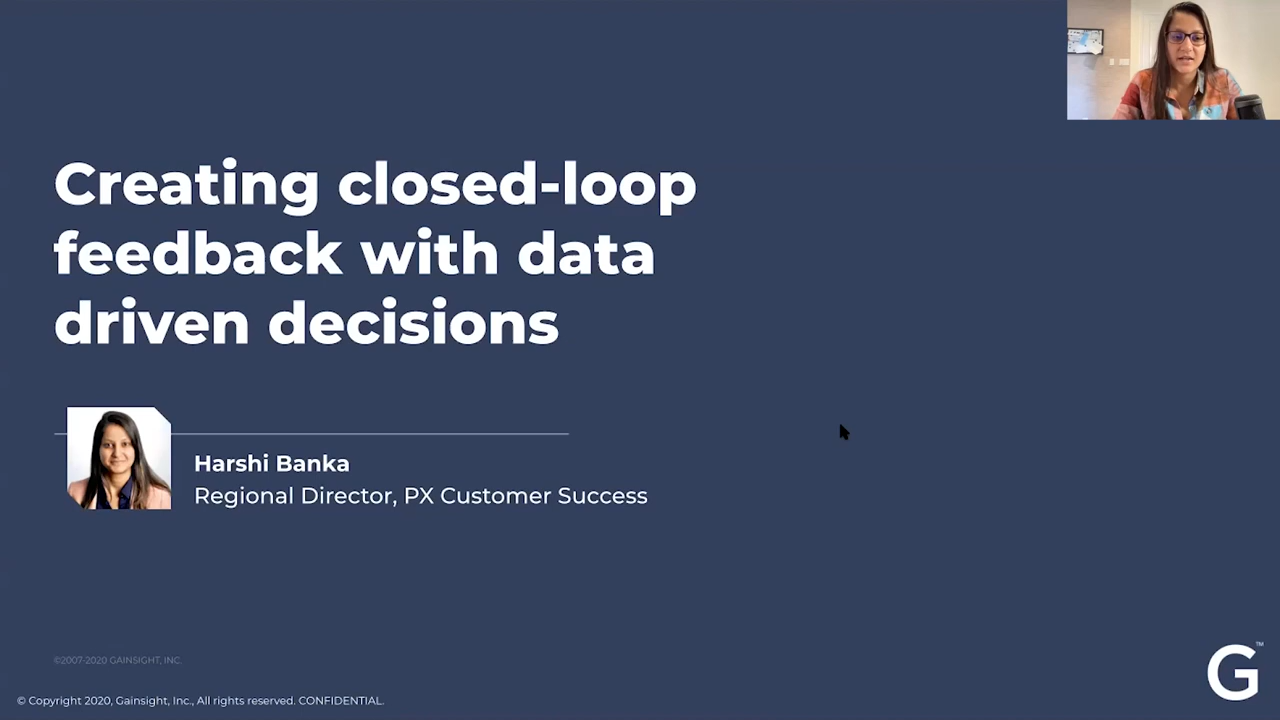 Creating closed-loop
feedback with data
driven decisions
Harshi Banka
Regional Director, PX Customer Success
©2007-2020 GAINSIGHT, INC.
© Copyright 2020, Gainsight, Inc., All rights reserved. CONFIDENTIAL.
G™